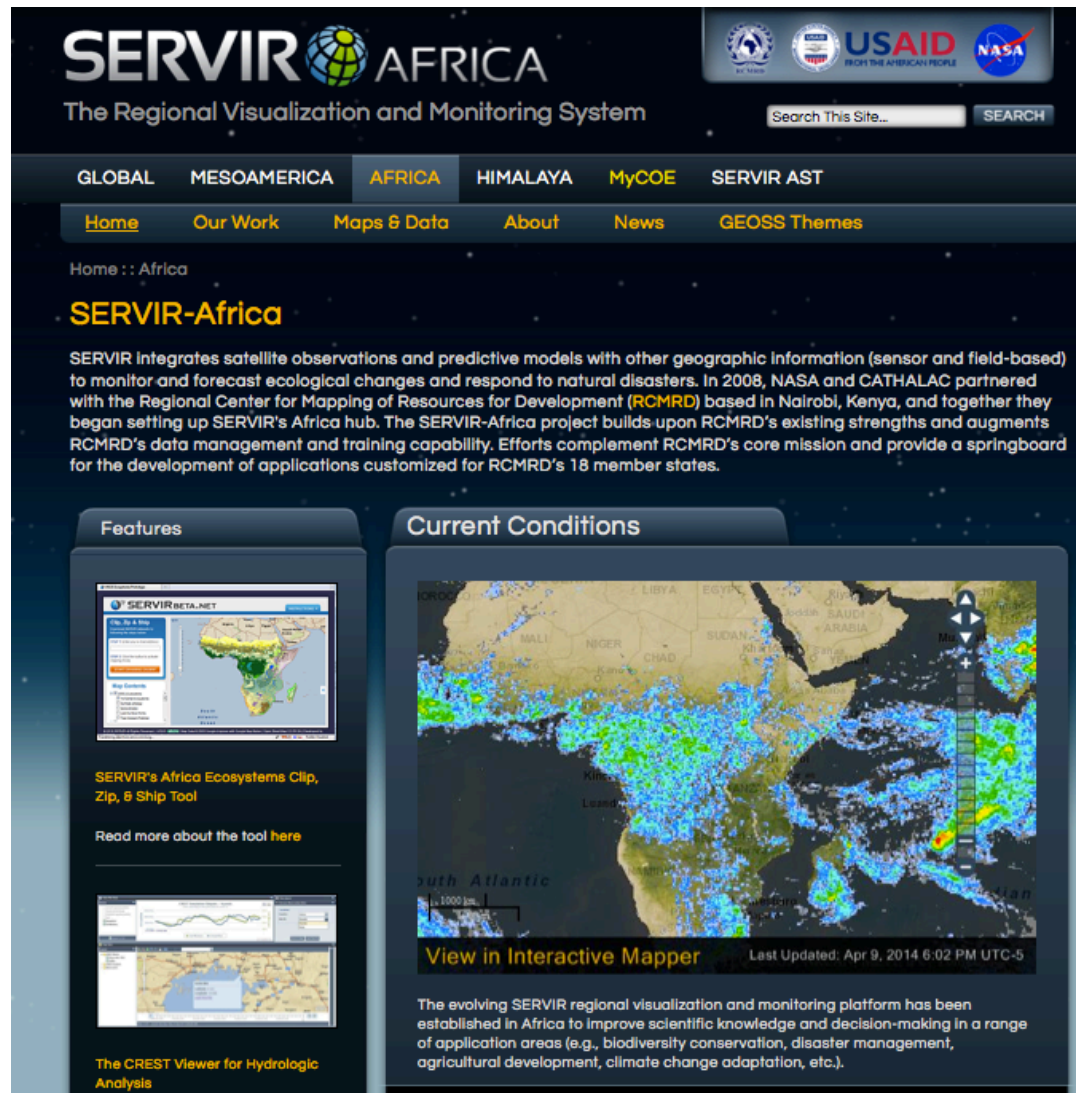 SERVIR AFRICA
The Regional Visualization and Monitoring System
RCMRD
USAID
FROM THE AMERICAN PEOPLE
NASA
Search This Site...
SEARCH
GLOBAL MESOAMERICA AFRICA HIMALAYA MyCOE SERVIR AST
Home Our Work Maps & Data About News GEOSS Themes
Home : : Africa
SERVIR-Africa
SERVIR integrates satellite observations and predictive models with other geographic information (sensor and field-based)
to monitor and forecast ecological changes and respond to natural disasters. In 2008, NASA and CATHALAC partnered
with the Regional Center for Mapping of Resources for Development (RCMRD) based in Nairobi, Kenya, and together they
began setting up SERVIR's Africa hub. The SERVIR-Africa project builds upon RCMRD's existing strengths and augments
RCMRD's data management and training capability. Efforts complement RCMRD's core mission and provide a springboard
for the development of applications customized for RCMRD's 18 member states.
Features
SERVIR BETA.NET
Clip, Zip & Ship
Map Contents
SERVIR's Africa Ecosystems Clip,
Zip, & Ship Tool
Read more about the tool here
The CREST Viewer for Hydrologic
Analysis
Current Conditions
LIBYA EGYPT
SAUDI
ARABIA
MALI NIGER
CHAD
SUDAN
1000 km
View in Interactive Mapper
Last Updated: Apr 9, 2014 6:02 PM UTC-5
The evolving SERVIR regional visualization and monitoring platform has been
established in Africa to improve scientific knowledge and decision-making in a range
of application areas (e.g., biodiversity conservation, disaster management,
agricultural development, climate change adaptation, etc.).